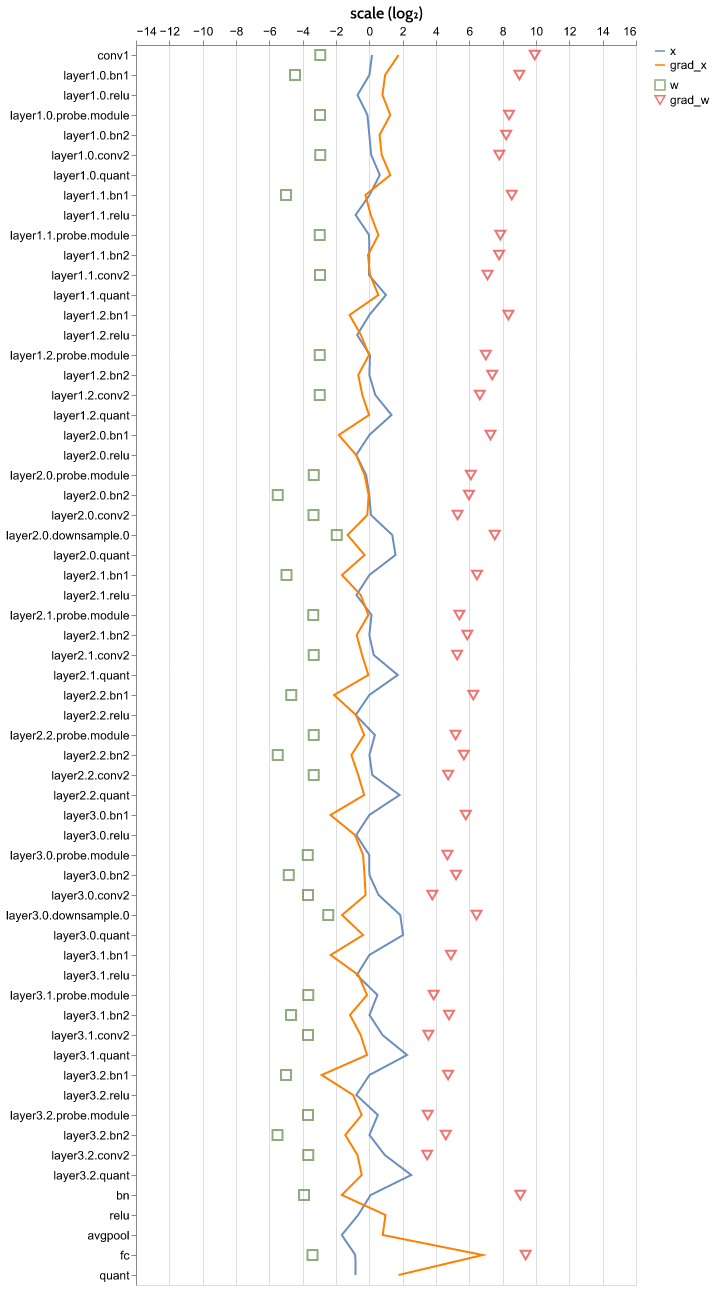 scale (log₂)
−14 −12 −10 −8 −6 −4 −2 0 2 4 6 8 10 12 14 16
x
grad_x
w
grad_w
conv1
layer1.0.bn1
layer1.0.relu
layer1.0.probe.module
layer1.0.bn2
layer1.0.conv2
layer1.0.quant
layer1.1.bn1
layer1.1.relu
layer1.1.probe.module
layer1.1.bn2
layer1.1.conv2
layer1.1.quant
layer1.2.bn1
layer1.2.relu
layer1.2.probe.module
layer1.2.bn2
layer1.2.conv2
layer1.2.quant
layer2.0.bn1
layer2.0.relu
layer2.0.probe.module
layer2.0.bn2
layer2.0.conv2
layer2.0.downsample.0
layer2.0.quant
layer2.1.bn1
layer2.1.relu
layer2.1.probe.module
layer2.1.bn2
layer2.1.conv2
layer2.1.quant
layer2.2.bn1
layer2.2.relu
layer2.2.probe.module
layer2.2.bn2
layer2.2.conv2
layer2.2.quant
layer3.0.bn1
layer3.0.relu
layer3.0.probe.module
layer3.0.bn2
layer3.0.conv2
layer3.0.downsample.0
layer3.0.quant
layer3.1.bn1
layer3.1.relu
layer3.1.probe.module
layer3.1.bn2
layer3.1.conv2
layer3.1.quant
layer3.2.bn1
layer3.2.relu
layer3.2.probe.module
layer3.2.bn2
layer3.2.conv2
layer3.2.quant
bn
relu
avgpool
fc
quant